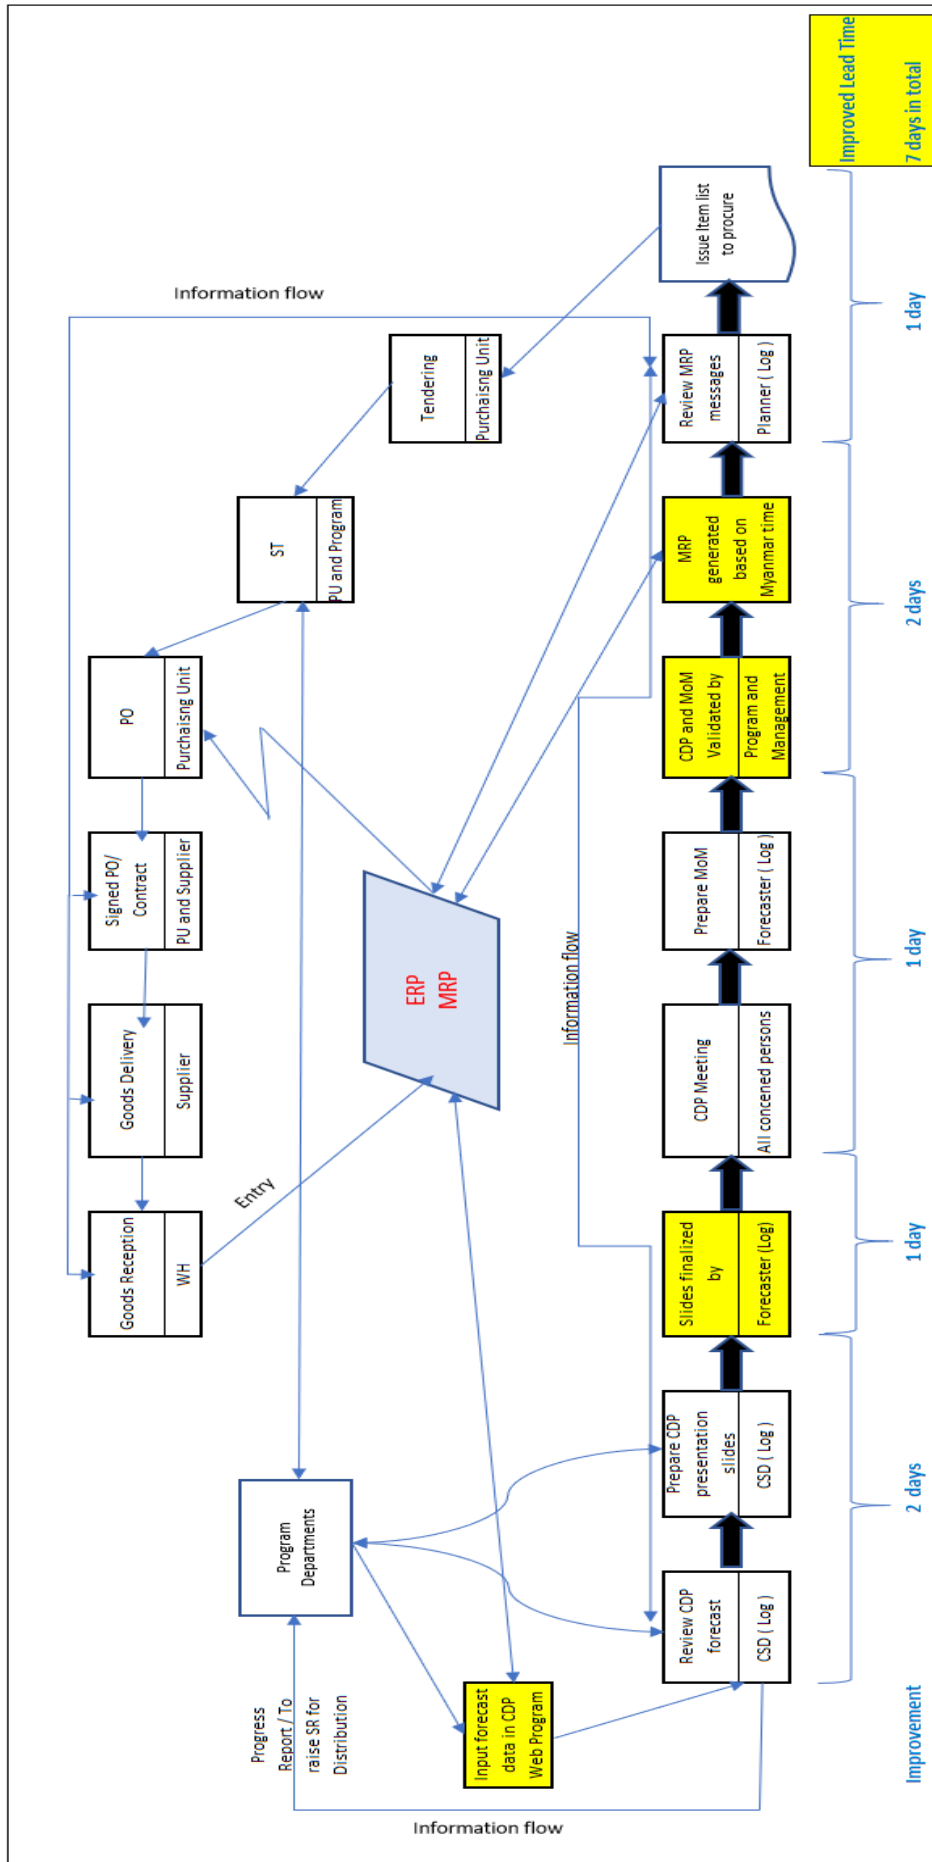 Goods Reception
WH
Goods Delivery
Supplier
Signed PO/
Contract
PU and Supplier
PO
Purchaisng Unit
Information flow
Progress
Report / To
raise SR for
Distribution
Program
Departments
ST
PU and Program
Entry
ERP
MRP
Tendering
Purchaisng Unit
Information flow
Input forecast
data in CDP
Web Program
Information flow
Review CDP
forecast
CSD ( Log )
Prepare CDP
presentation
slides
CSD ( Log )
Slides finalized
by
Forecaster (Log)
CDP Meeting
All concened persons
Prepare MoM
Forecaster ( Log )
CDP and MoM
Validated by
Program and
Management
MRP
generated
based on
Myanmar time
Review MRP
messages
Planner ( Log )
Issue Item list
to procure
Improvement
2 days
1 day
1 day
2 days
1 day
Improved Lead Time
7 days in total